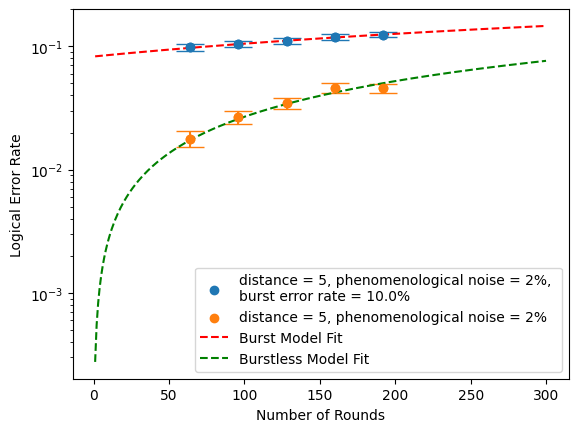 10⁻¹
10⁻²
10⁻³
Logical Error Rate
distance = 5, phenomenological noise = 2%,
burst error rate = 10.0%
distance = 5, phenomenological noise = 2%
Burst Model Fit
Burstless Model Fit
0 50 100 150 200 250 300
Number of Rounds